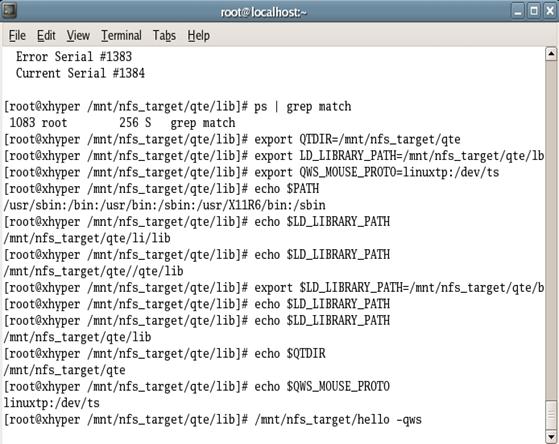 root@localhost:~
File Edit View Terminal Tabs Help
Error Serial #1383
Current Serial #1384
[root@xhyper /mnt/nfs_target/qte/lib]# ps | grep match
1083 root 256 S grep match
[root@xhyper /mnt/nfs_target/qte/lib]# export QTDIR=/mnt/nfs_target/qte
[root@xhyper /mnt/nfs_target/qte/lib]# export LD_LIBRARY_PATH=/mnt/nfs_target/qte/lb
[root@xhyper /mnt/nfs_target/qte/lib]# export QWS_MOUSE_PROTO=linuxtp:/dev/ts
[root@xhyper /mnt/nfs_target/qte/lib]# echo $PATH
/usr/sbin:/bin:/usr/bin:/sbin:/usr/X11R6/bin:/sbin
[root@xhyper /mnt/nfs_target/qte/lib]# echo $LD_LIBRARY_PATH
/mnt/nfs_target/qte/li/lib
[root@xhyper /mnt/nfs_target/qte/lib]# echo $LD_LIBRARY_PATH
/mnt/nfs_target/qte//qte/lib
[root@xhyper /mnt/nfs_target/qte/lib]# export $LD_LIBRARY_PATH=/mnt/nfs_target/qte/b
[root@xhyper /mnt/nfs_target/qte/lib]# echo $LD_LIBRARY_PATH
[root@xhyper /mnt/nfs_target/qte/lib]# echo $LD_LIBRARY_PATH
/mnt/nfs_target/qte/lib
[root@xhyper /mnt/nfs_target/qte/lib]# echo $QTDIR
/mnt/nfs_target/qte
[root@xhyper /mnt/nfs_target/qte/lib]# echo $QWS_MOUSE_PROTO
linuxtp:/dev/ts
[root@xhyper /mnt/nfs_target/qte/lib]# /mnt/nfs_target/hello -qws